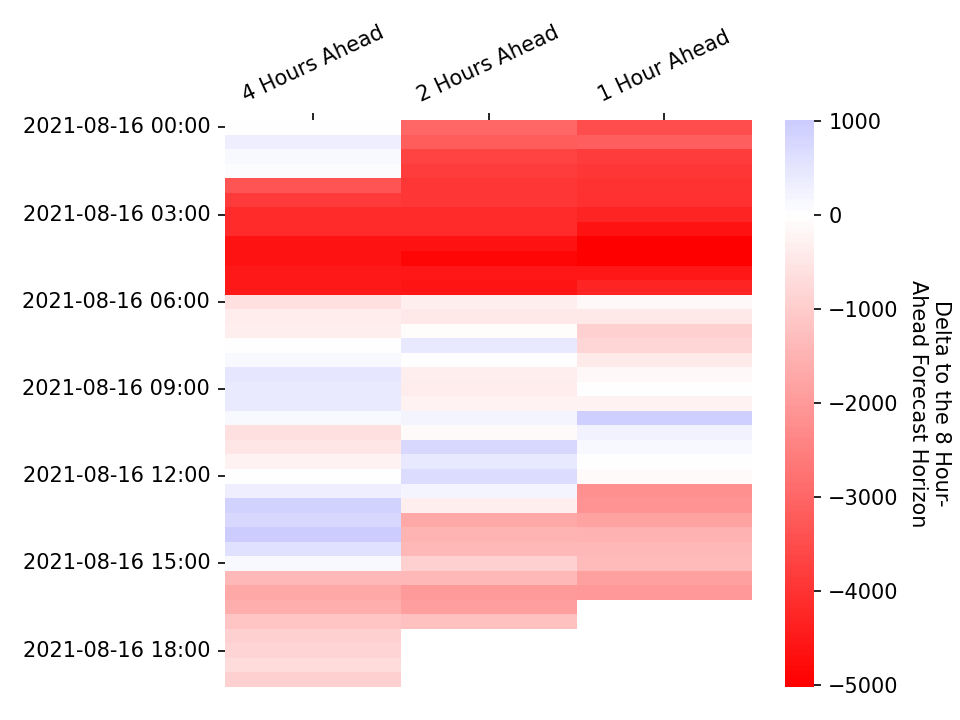 4 Hours Ahead
2 Hours Ahead
1 Hour Ahead
2021-08-16 00:00
2021-08-16 03:00
2021-08-16 06:00
2021-08-16 09:00
2021-08-16 12:00
2021-08-16 15:00
2021-08-16 18:00
1000
0
−1000
−2000
−3000
−4000
−5000
Delta to the 8 Hour-
Ahead Forecast Horizon